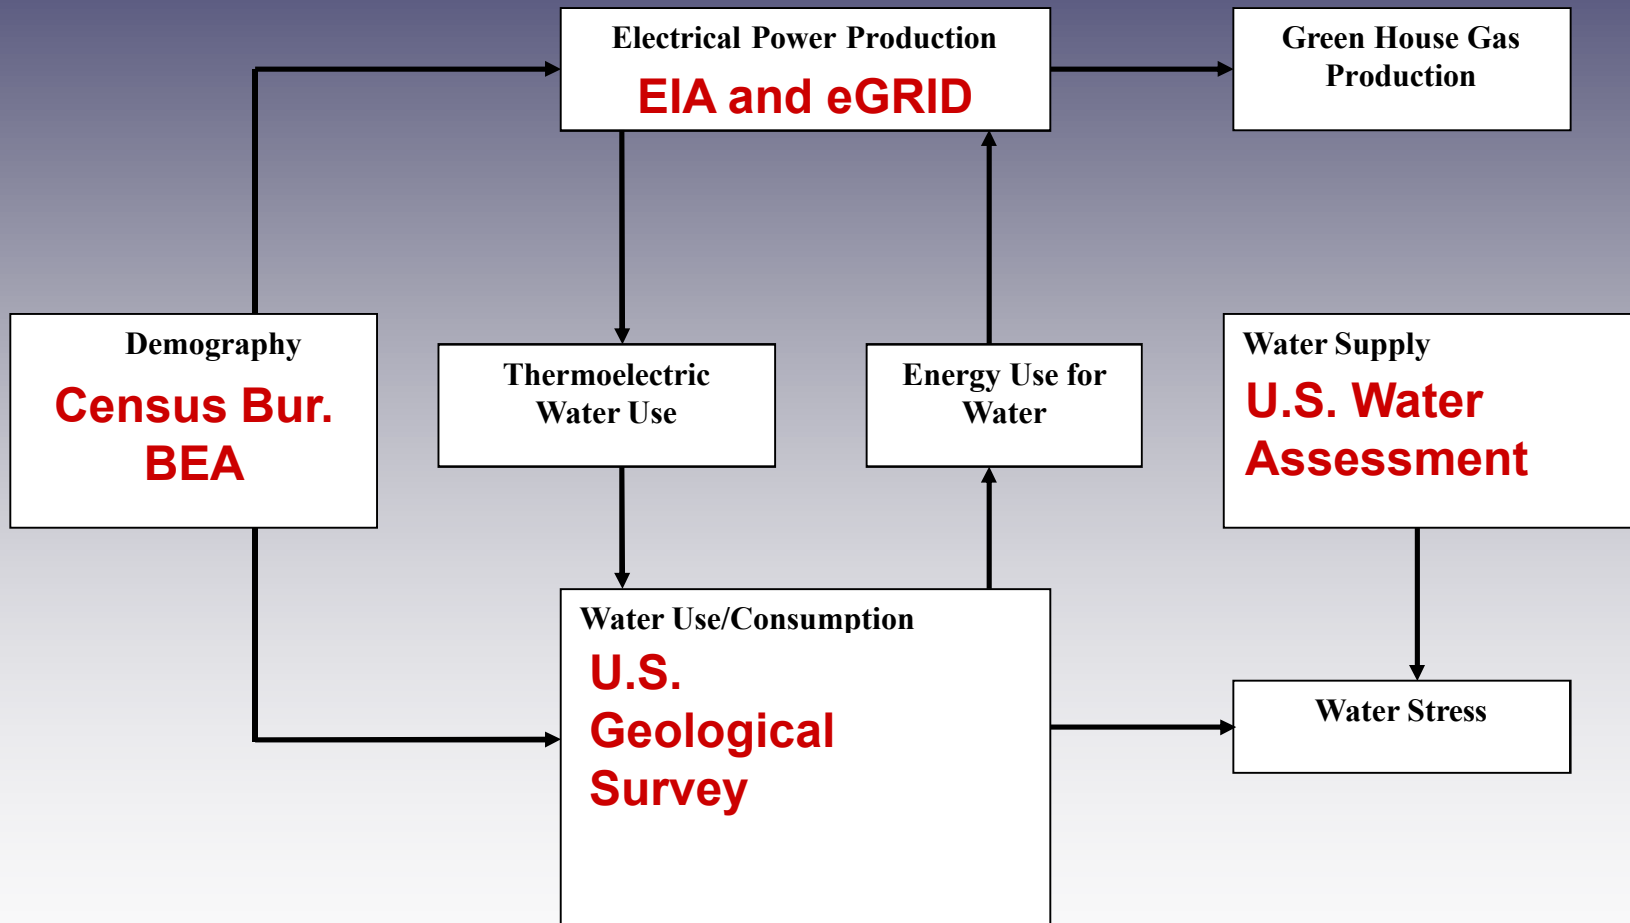 Electrical Power Production
EIA and eGRID
Green House Gas
Production
Demography
Census Bur.
BEA
Thermoelectric
Water Use
Energy Use for
Water
Water Supply
U.S. Water
Assessment
Water Use/Consumption
U.S.
Geological
Survey
Water Stress